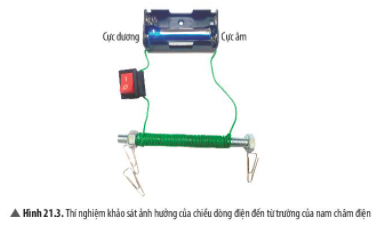 Cực dương
Cực âm
▲ Hình 21.3. Thí nghiệm khảo sát ảnh hưởng của chiều dòng điện đến từ trường của nam châm điện